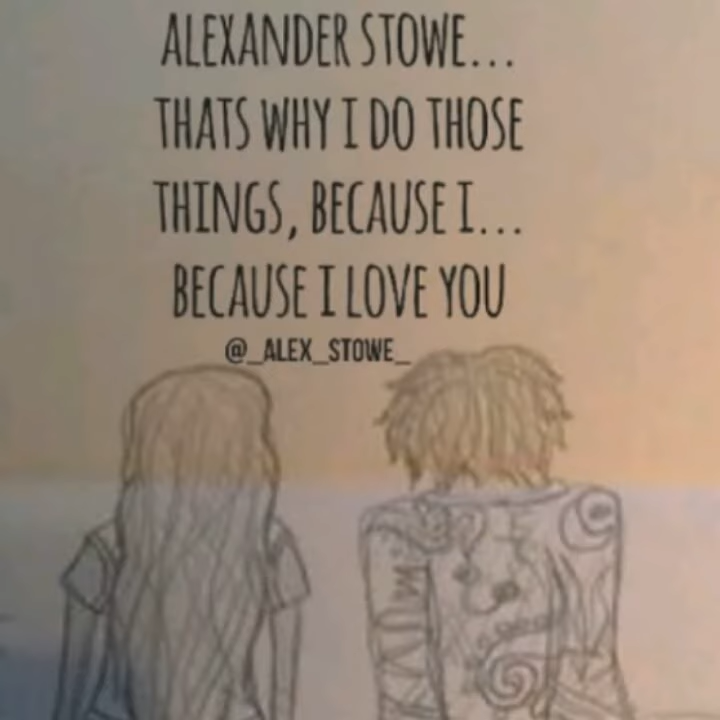 ALEXANDER STOWE...
THATS WHY I DO THOSE
THINGS, BECAUSE I...
BECAUSE I LOVE YOU
@_ALEX_STOWE_